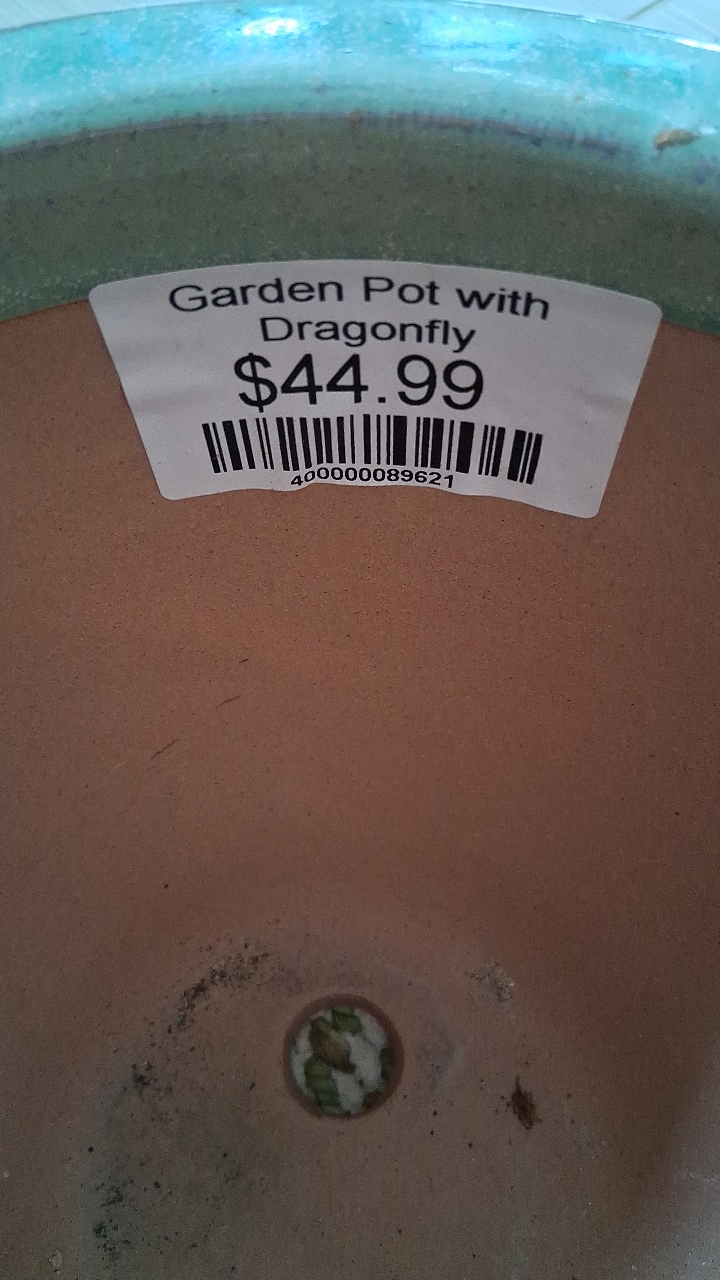 Garden Pot with
Dragonfly
$44.99
400000089621